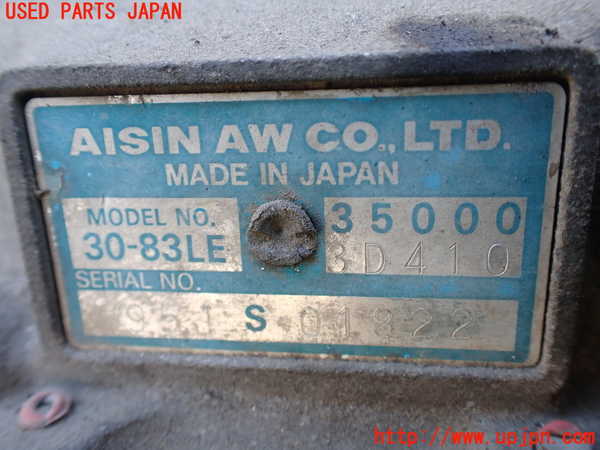 USED PARTS JAPAN
AISIN AW CO., LTD.
MADE IN JAPAN
MODEL NO. 35000
30-83LE 3D410
SERIAL NO.
95J S 01822
http://www.upjpn.com